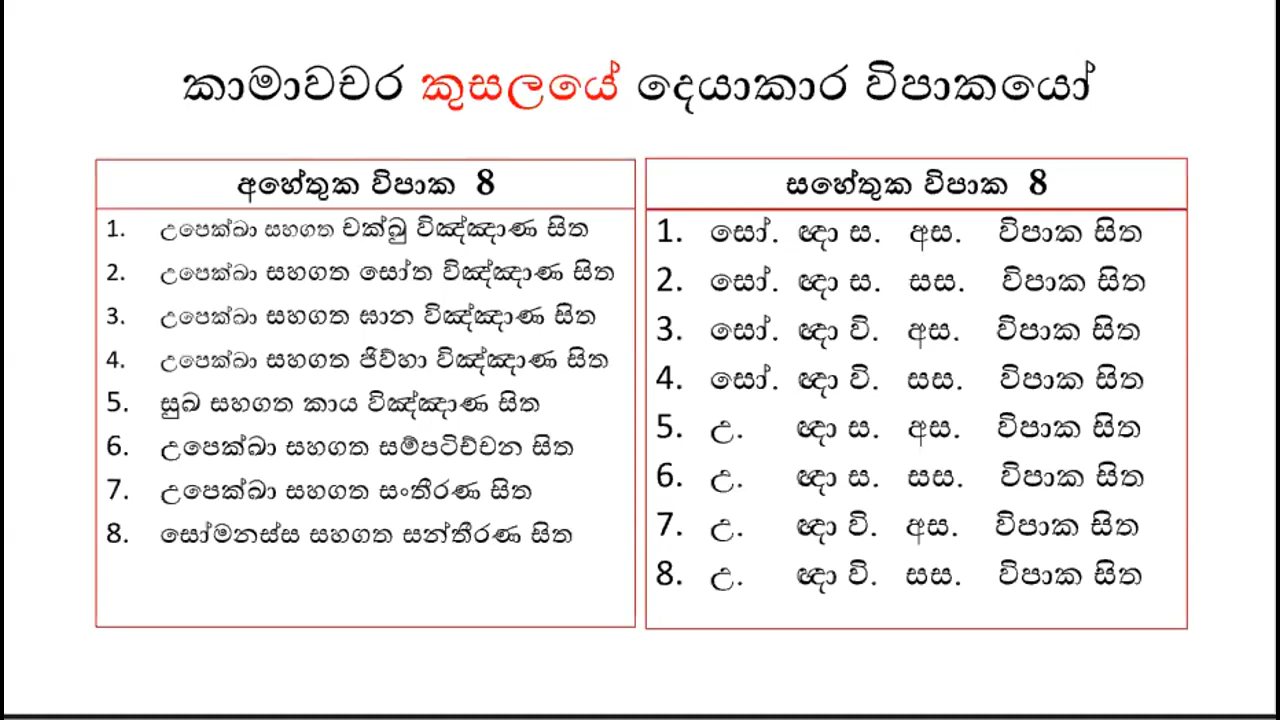 කාමාවචර කුසලයේ දෙයාකාර විපාකයෝ
අහේතුක විපාක 8
1. උපෙක්ඛා සහගත චක්ඛු විඤ්ඤාණ සිත
2. උපෙක්ඛා සහගත සෝත විඤ්ඤාණ සිත
3. උපෙක්ඛා සහගත ඝාන විඤ්ඤාණ සිත
4. උපෙක්ඛා සහගත ජිව්හා විඤ්ඤාණ සිත
5. සුඛ සහගත කාය විඤ්ඤාණ සිත
6. උපෙක්ඛා සහගත සම්පටිච්චන සිත
7. උපෙක්ඛා සහගත සංතීරණ සිත
8. සෝමනස්ස සහගත සන්තීරණ සිත
සහේතුක විපාක 8
1. සෝ. ඥා ස. අස. විපාක සිත
2. සෝ. ඥා ස. සස. විපාක සිත
3. සෝ. ඥා වි. අස. විපාක සිත
4. සෝ. ඥා වි. සස. විපාක සිත
5. උ. ඥා ස. අස. විපාක සිත
6. උ. ඥා ස. සස. විපාක සිත
7. උ. ඥා වි. අස. විපාක සිත
8. උ. ඥා වි. සස. විපාක සිත